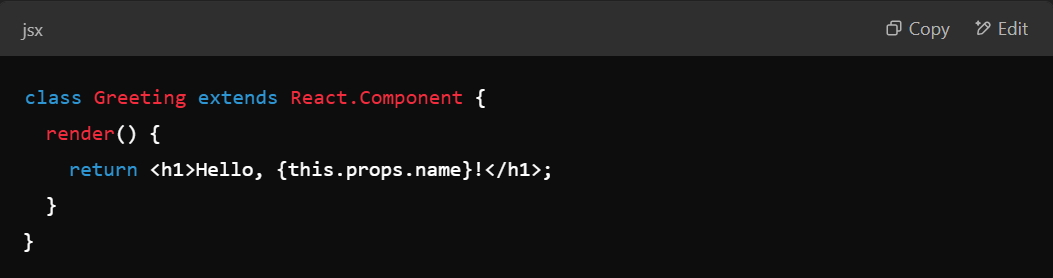 jsx
Copy
Edit
class Greeting extends React.Component {
  render() {
    return <h1>Hello, {this.props.name}!</h1>;
  }
}